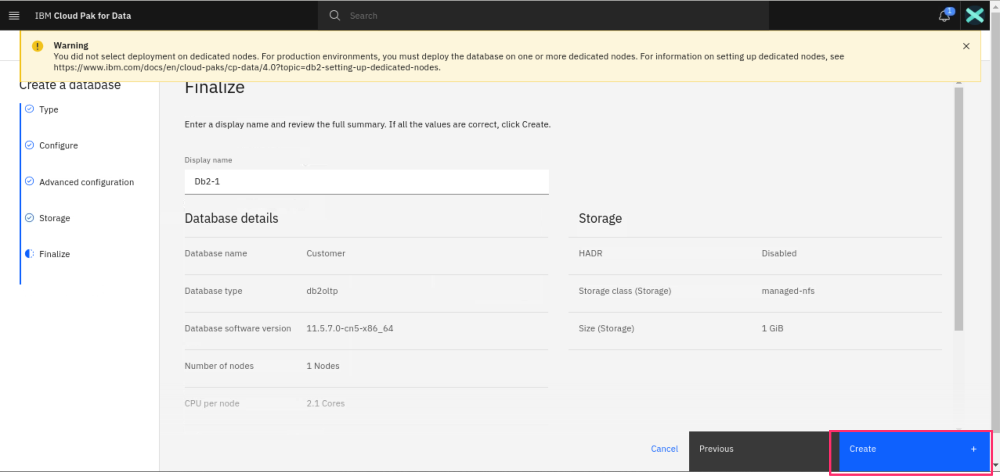 IBM Cloud Pak for Data
Search
1
Warning
You did not select deployment on dedicated nodes. For production environments, you must deploy the database on one or more dedicated nodes. For information on setting up dedicated nodes, see
https://www.ibm.com/docs/en/cloud-paks/cp-data/4.0?topic=db2-setting-up-dedicated-nodes.
Create a database
Type
Configure
Advanced configuration
Storage
Finalize
Finalize
Enter a display name and review the full summary. If all the values are correct, click Create.
Display name
Db2-1
Database details
Database name Customer
Database type db2oltp
Database software version 11.5.7.0-cn5-x86_64
Number of nodes 1 Nodes
CPU per node 2.1 Cores
Storage
HADR Disabled
Storage class (Storage) managed-nfs
Size (Storage) 1 GiB
Cancel
Previous
Create +